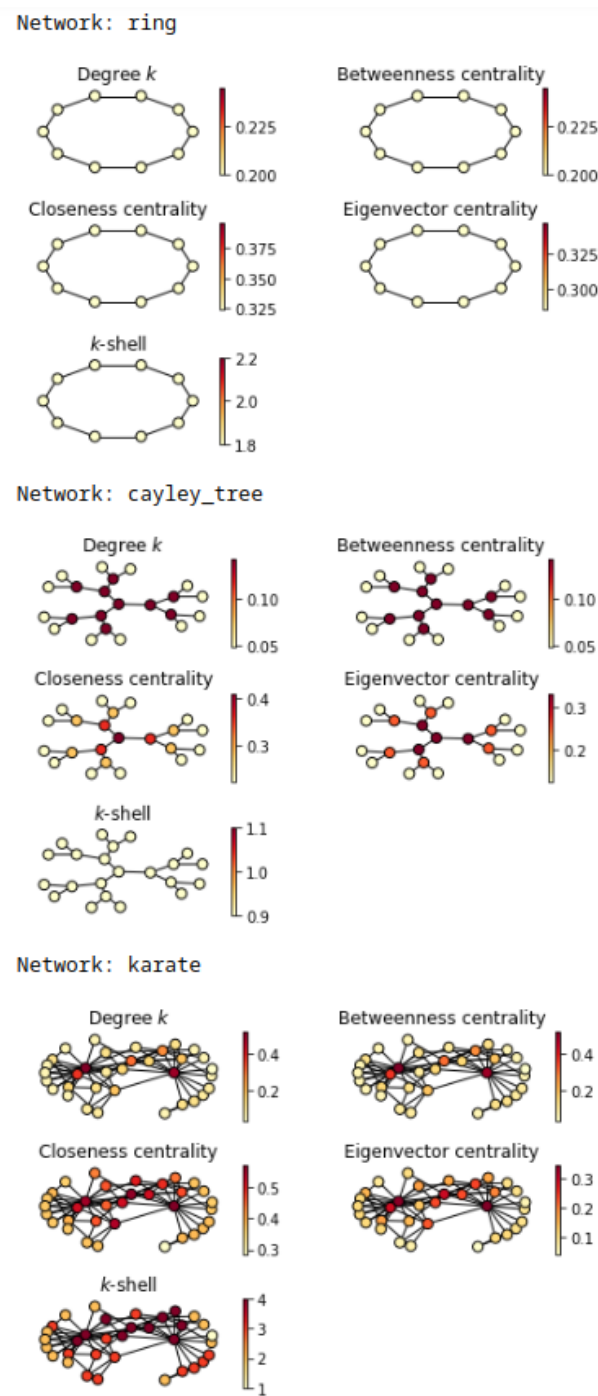 Network: ring
Degree k
Betweenness centrality
0.225
0.200
0.225
0.200
Closeness centrality
Eigenvector centrality
0.375
0.350
0.325
0.325
0.300
k-shell
2.2
2.0
1.8
Network: cayley_tree
Degree k
Betweenness centrality
0.10
0.05
0.10
0.05
Closeness centrality
Eigenvector centrality
0.4
0.3
0.3
0.2
k-shell
1.1
1.0
0.9
Network: karate
Degree k
Betweenness centrality
0.4
0.2
0.4
0.2
Closeness centrality
Eigenvector centrality
0.5
0.4
0.3
0.3
0.2
0.1
k-shell
4
3
2
1